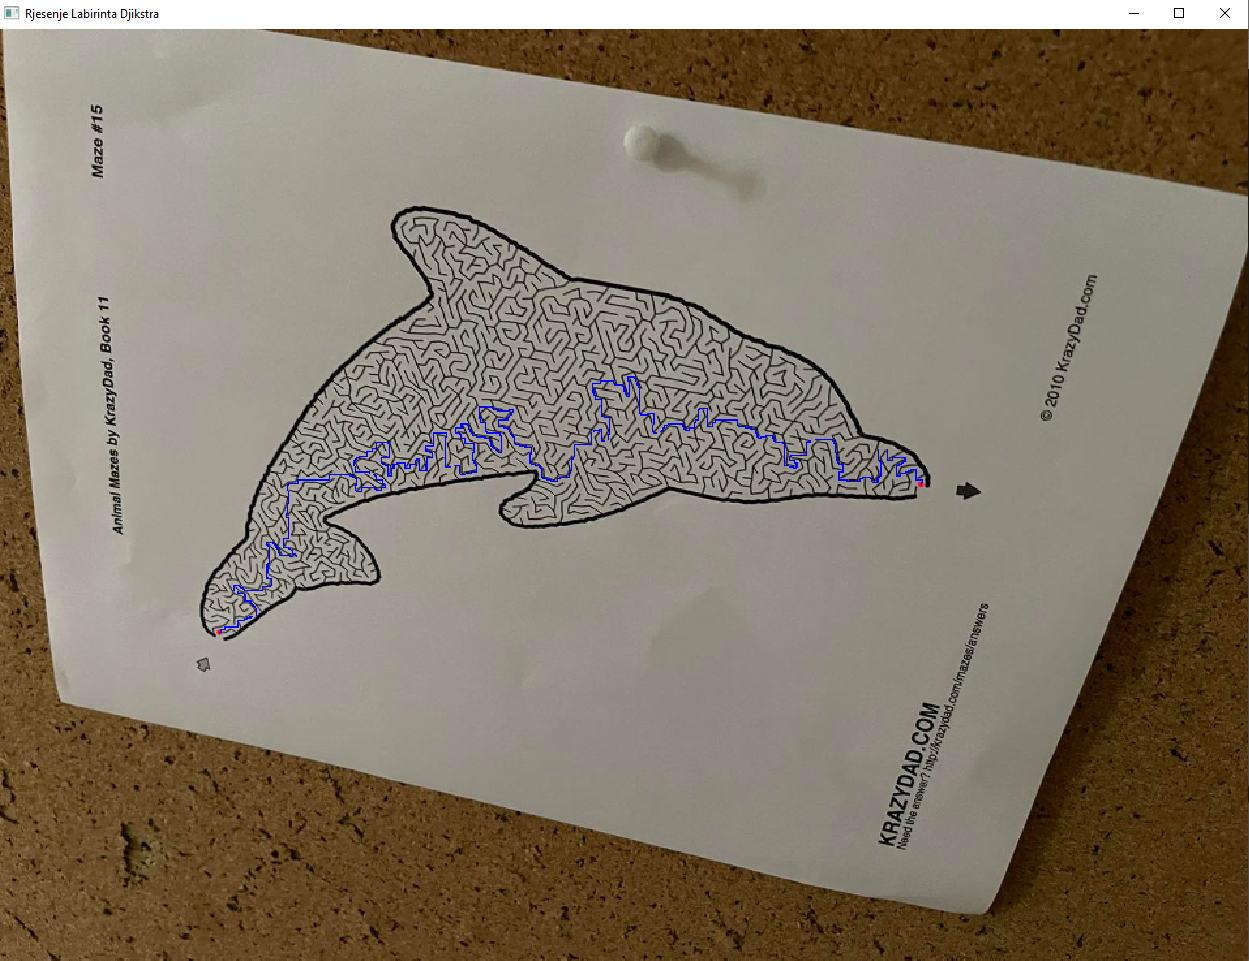 Rjesenje Labirinta Djikstra
Maze #15
Animal Mazes by KrazyDad, Book 11
© 2010 KrazyDad.com
KRAZYDAD.COM
Need the answer? http://krazydad.com/mazes/answers